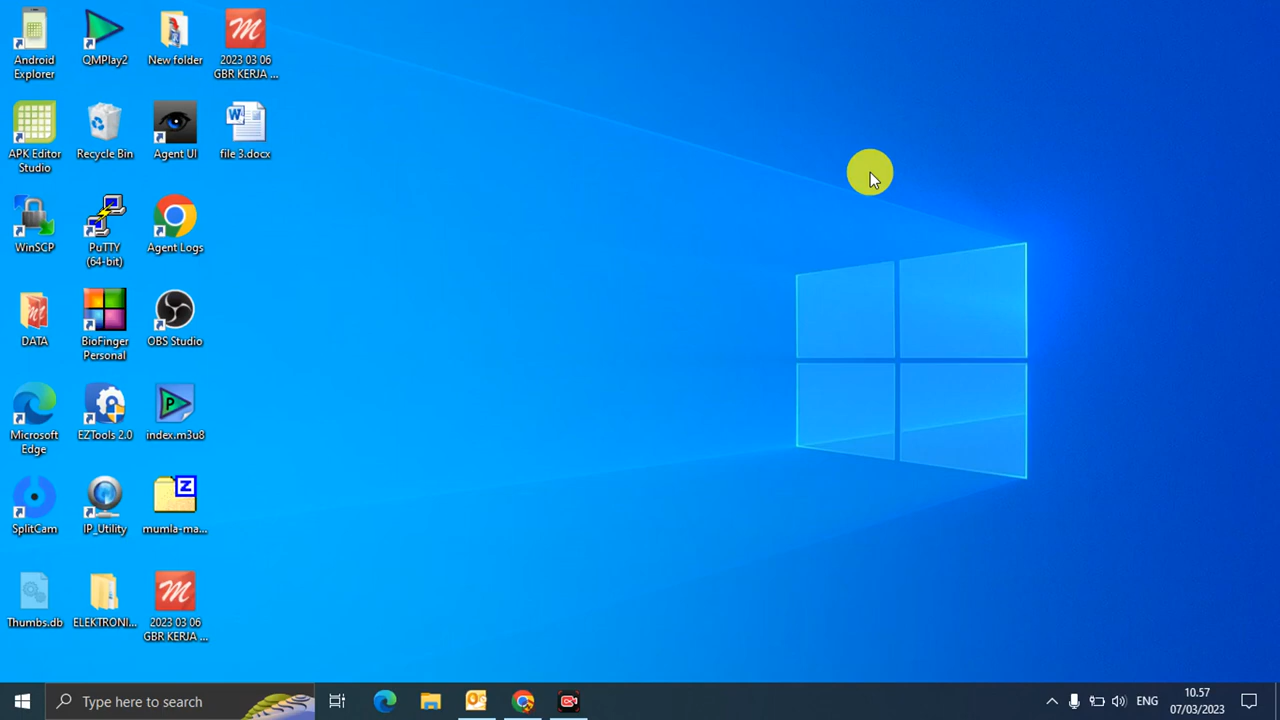 Android
Explorer
QMPlay2
New folder
2023 03 06
GBR KERJA ...
APK Editor
Studio
Recycle Bin
Agent UI
file 3.docx
WinSCP
PuTTY
(64-bit)
Agent Logs
DATA
BioFinger
Personal
OBS Studio
Microsoft
Edge
EZTools 2.0
index.m3u8
SplitCam
IP_Utility
mumla-ma...
Thumbs.db
ELEKTRONI...
2023 03 06
GBR KERJA ...
Type here to search
ENG
10.57
07/03/2023